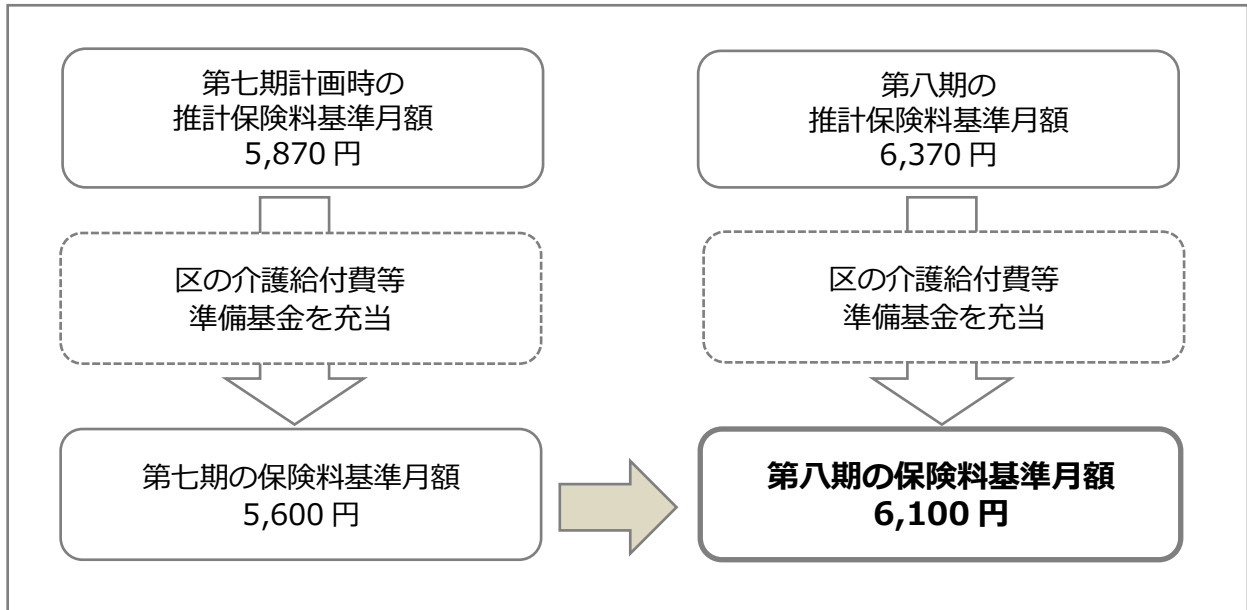 第七期計画時の
推計保険料基準月額
5,870 円
第八期の
推計保険料基準月額
6,370 円
区の介護給付費等
準備基金を充当
区の介護給付費等
準備基金を充当
第七期の保険料基準月額
5,600 円
第八期の保険料基準月額
6,100 円